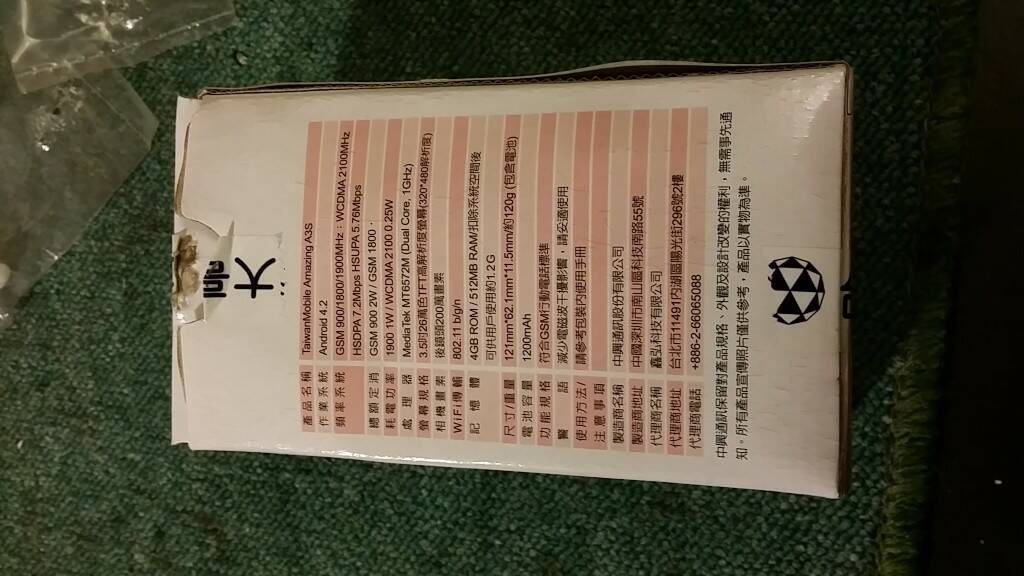 產品名稱 TaiwanMobile Amazing A3S
作業系統 Android 4.2
頻率系統 GSM 900/1800/1900MHz；WCDMA 2100MHz
HSDPA 7.2Mbps HSUPA 5.76Mbps
總額定消 GSM 900 2W / GSM 1800、
耗電功率 1900 1W/WCDMA 2100 0.25W
處理器 MediaTek MT6572M (Dual Core, 1GHz)
螢幕規格 3.5吋26萬色TFT高解析度螢幕(320*480解析度)
相機畫素 後鏡頭200萬畫素
WIFI傳輸 802.11 b/g/n
記憶體 4GB ROM / 512MB RAM/扣除系統空間後
可供用戶使用約1.2G
尺寸/重量 121mm*62.1mm*11.5mm/約120g (包含電池)
電池容量 1200mAh
功能規格 符合GSM行動電話標準
警語 減少電磁波干擾影響，請妥適使用
使用方法/ 請參考包裝內使用手冊
注意事項
製造商名稱 中興通訊股份有限公司
製造商地址 中國深圳市南山區科技南路55號
代理商名稱 鑫弘科技有限公司
代理商地址 台北市11491內湖區陽光街296號2樓
代理商電話 +886-2-66065088
中興通訊保留對產品規格、外觀及設計改變的權利，無需事先通
知。所有產品宣傳照片僅供參考，產品以實物為準。